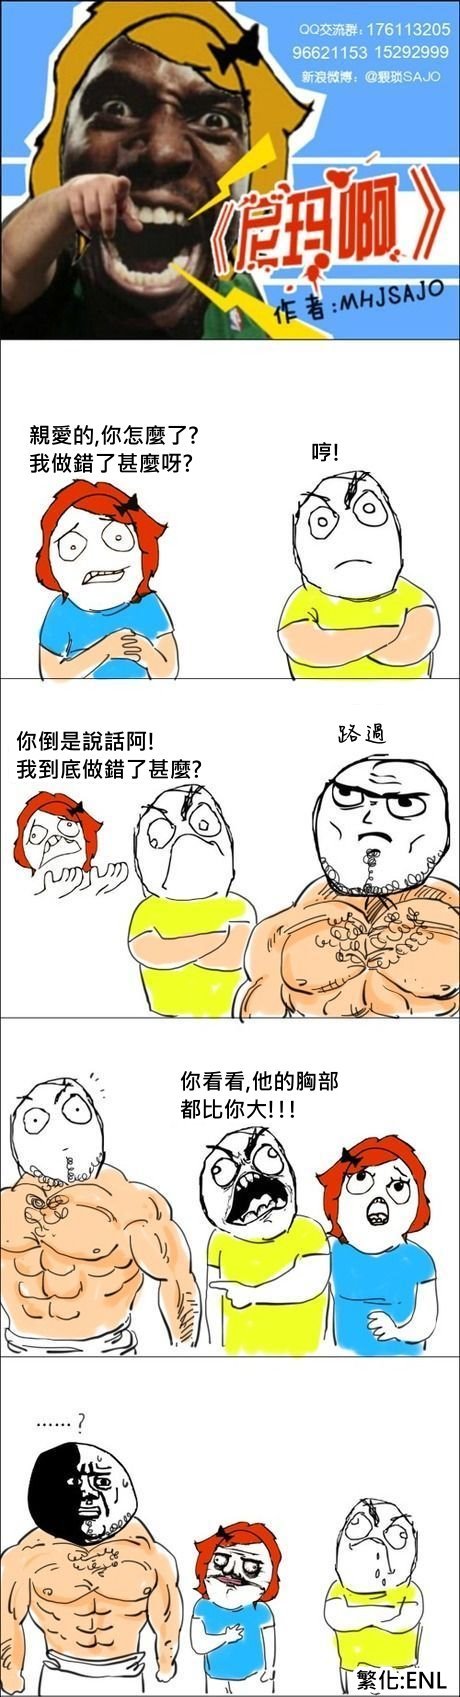 QQ交流群：176113205
96621153 15292999
新浪微博：@猥琐SAJO
《尼玛啊》
作者:MHJSAJO
親愛的,你怎麼了?
我做錯了甚麼呀?
哼!
你倒是說話阿!
我到底做錯了甚麼?
路過
你看看,他的胸部
都比你大!!!
......?
繁化:ENL